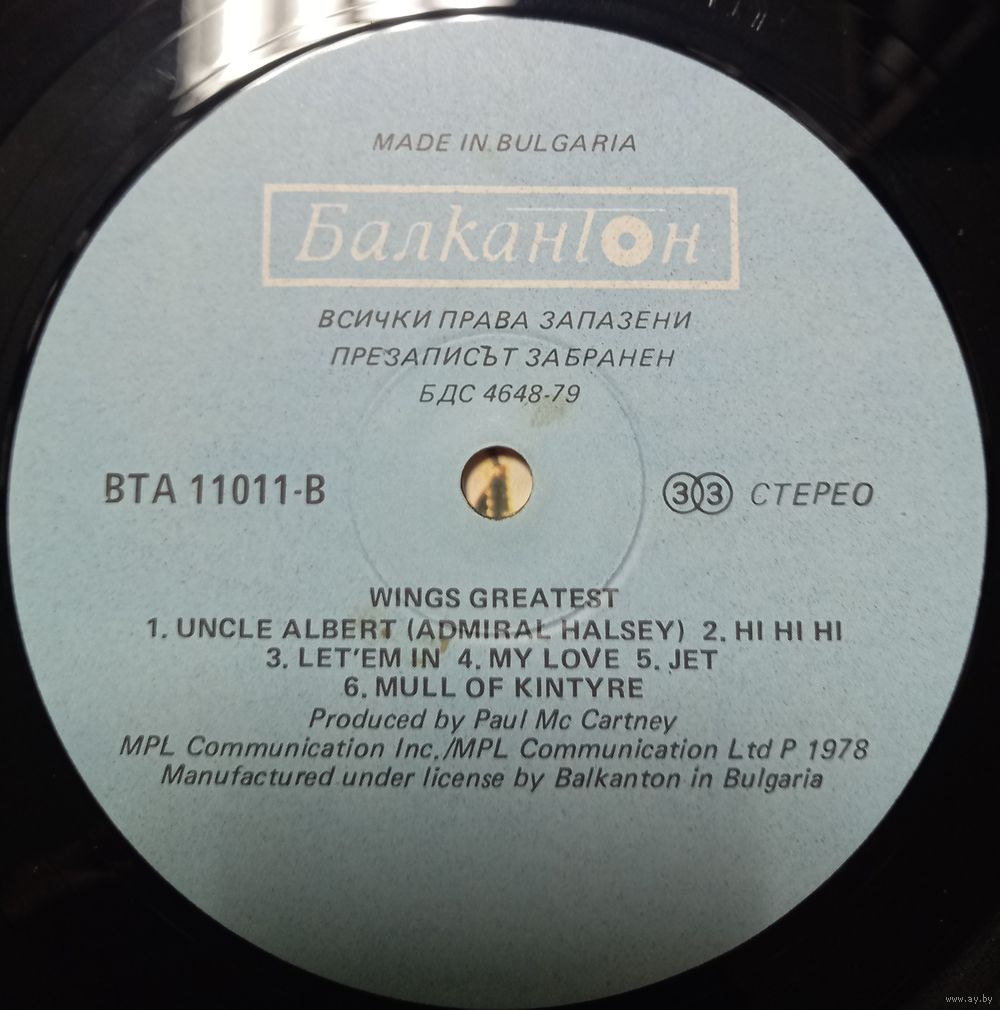 MADE IN BULGARIA
Балкантон
ВСИЧКИ ПРАВА ЗАПАЗЕНИ
ПРЕЗАПИСЪТ ЗАБРАНЕН
БДС 4648-79
ВТА 11011-В
33 СТЕРЕО
WINGS GREATEST
1. UNCLE ALBERT (ADMIRAL HALSEY) 2. HI HI HI
3. LET'EM IN 4. MY LOVE 5. JET
6. MULL OF KINTYRE
Produced by Paul Mc Cartney
MPL Communication Inc./MPL Communication Ltd P 1978
Manufactured under license by Balkanton in Bulgaria
www.ay.by